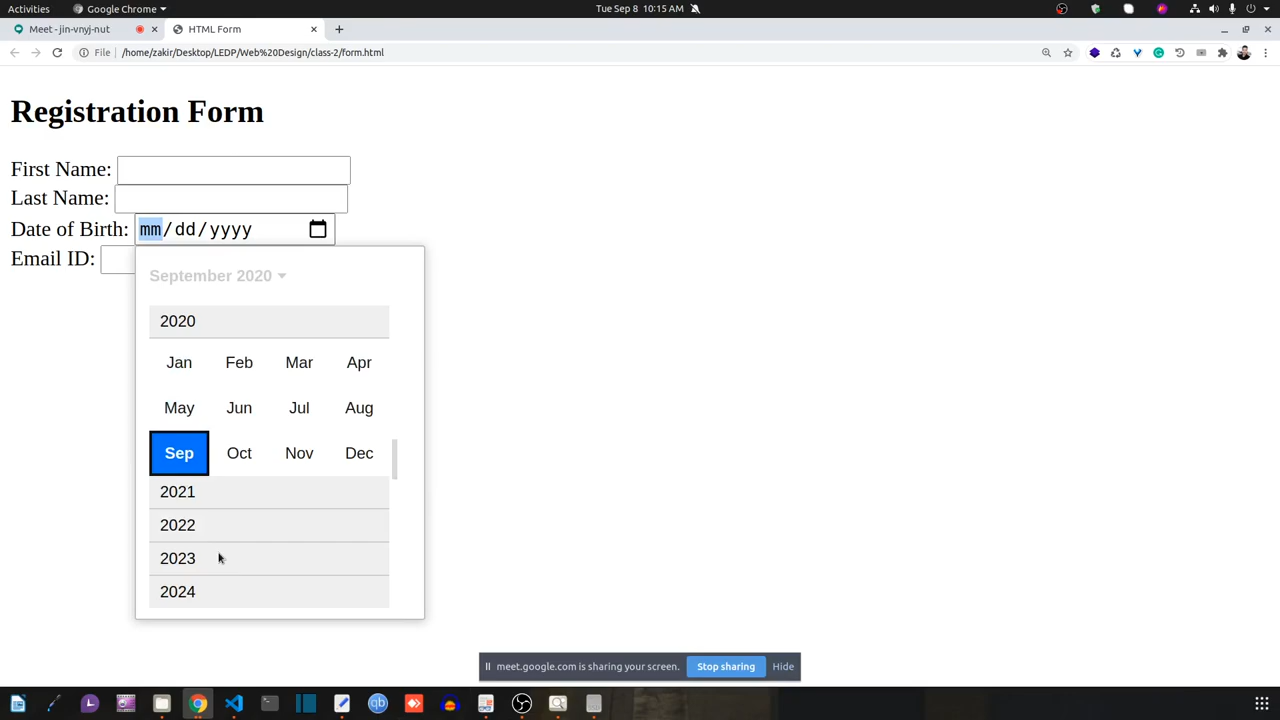 Activities
Google Chrome
Tue Sep 8 10:15 AM
Meet - jin-vnyj-nut
HTML Form
File
/home/zakir/Desktop/LEDP/Web%20Design/class-2/form.html
Registration Form
First Name:
Last Name:
Date of Birth: mm/dd/yyyy
Email ID:
September 2020
2020
Jan Feb Mar Apr
May Jun Jul Aug
Sep Oct Nov Dec
2021
2022
2023
2024
meet.google.com is sharing your screen. Stop sharing Hide